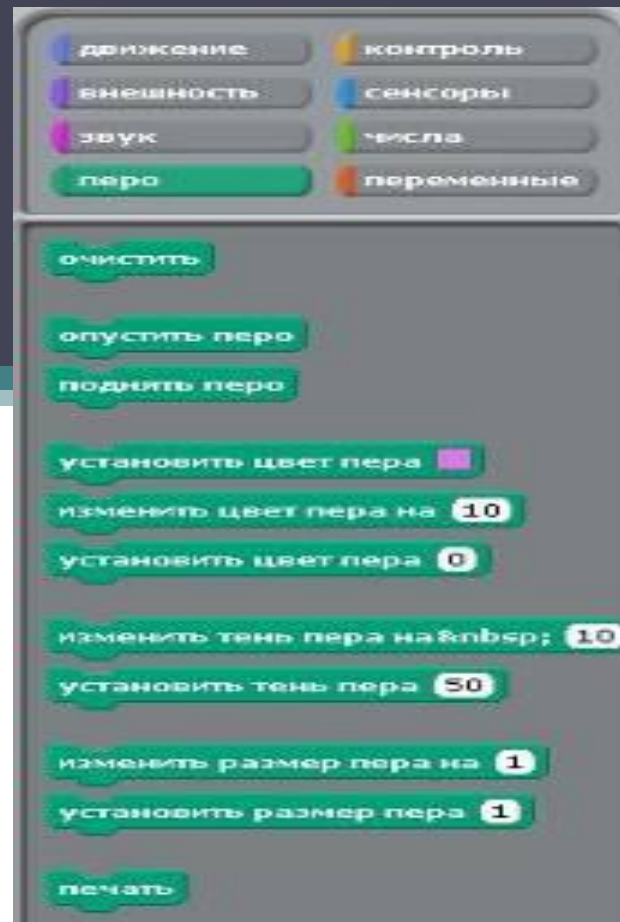 движение контроль
внешность сенсоры
звук числа
перо переменные
очистить
опустить перо
поднять перо
установить цвет пера
изменить цвет пера на 10
установить цвет пера 0
изменить тень пера на&nbsp; 10
установить тень пера 50
изменить размер пера на 1
установить размер пера 1
печать